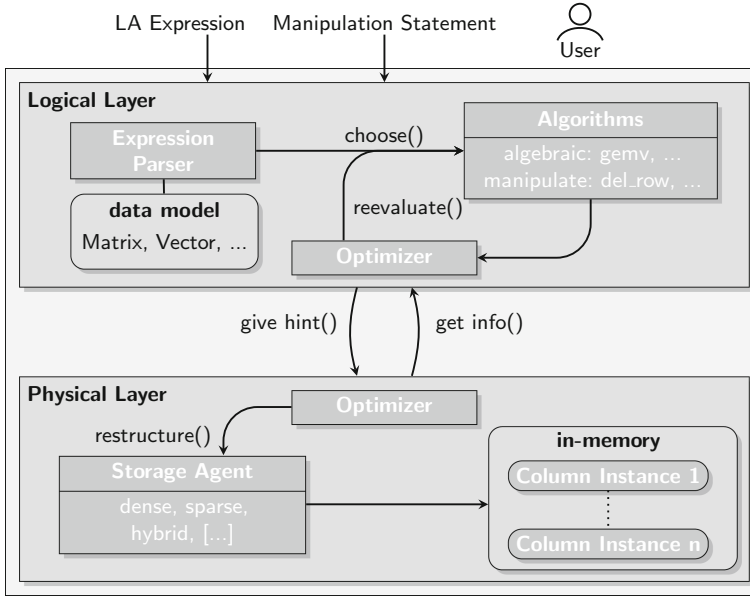 LA Expression
Manipulation Statement
User
Logical Layer
Expression
Parser
choose()
Algorithms
algebraic: gemv, ...
manipulate: del_row, ...
data model
Matrix, Vector, ...
reevaluate()
Optimizer
give hint()
get info()
Physical Layer
Optimizer
restructure()
Storage Agent
dense, sparse,
hybrid, [...]
in-memory
Column Instance 1
Column Instance n